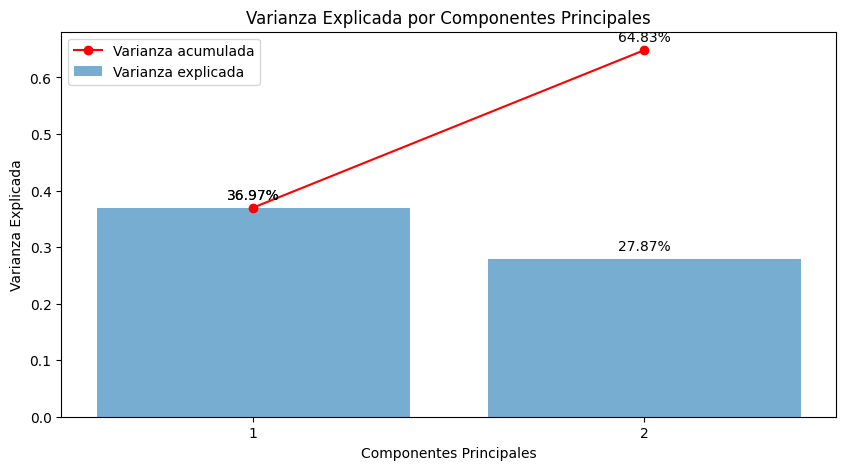 Varianza Explicada por Componentes Principales
Varianza acumulada
Varianza explicada
64.83%
36.97%
27.87%
Varianza Explicada
0.6
0.5
0.4
0.3
0.2
0.1
0.0
1
2
Componentes Principales